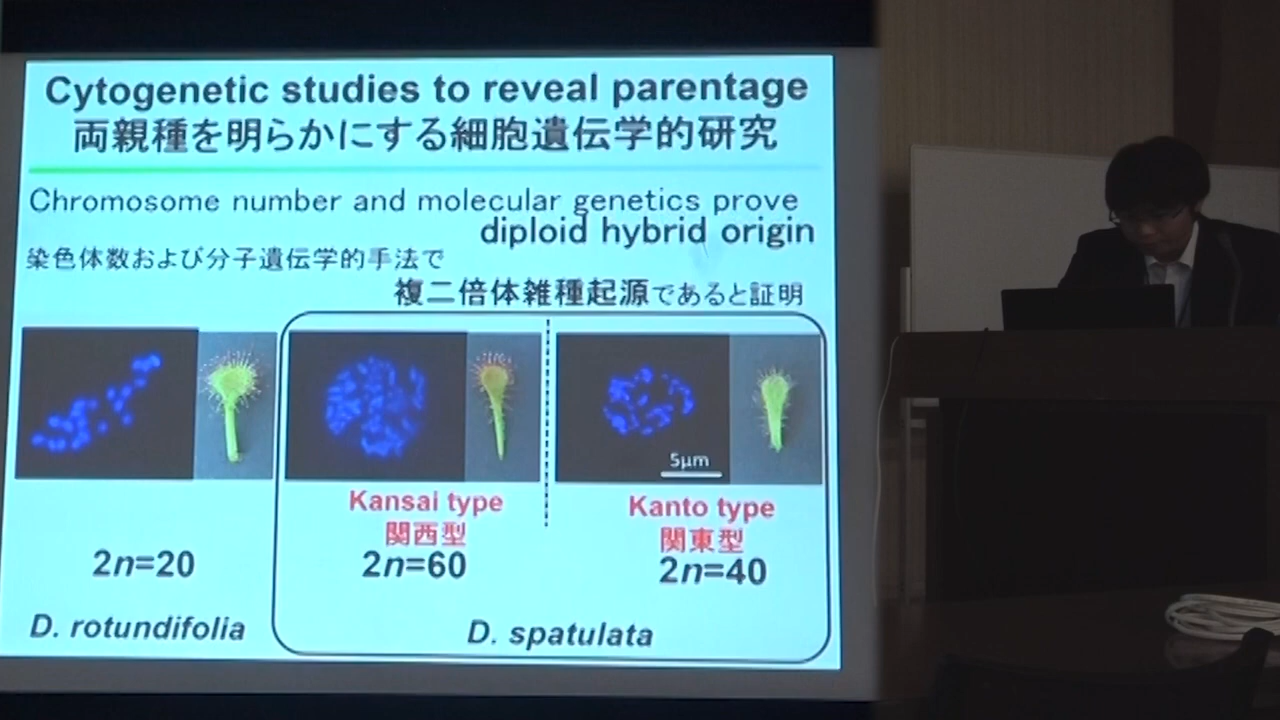 Cytogenetic studies to reveal parentage
両親種を明らかにする細胞遺伝学的研究
Chromosome number and molecular genetics prove
diploid hybrid origin
染色体数および分子遺伝学的手法で
複二倍体雑種起源であると証明
5µm
Kansai type
関西型
2n=60
Kanto type
関東型
2n=40
2n=20
D. rotundifolia
D. spatulata